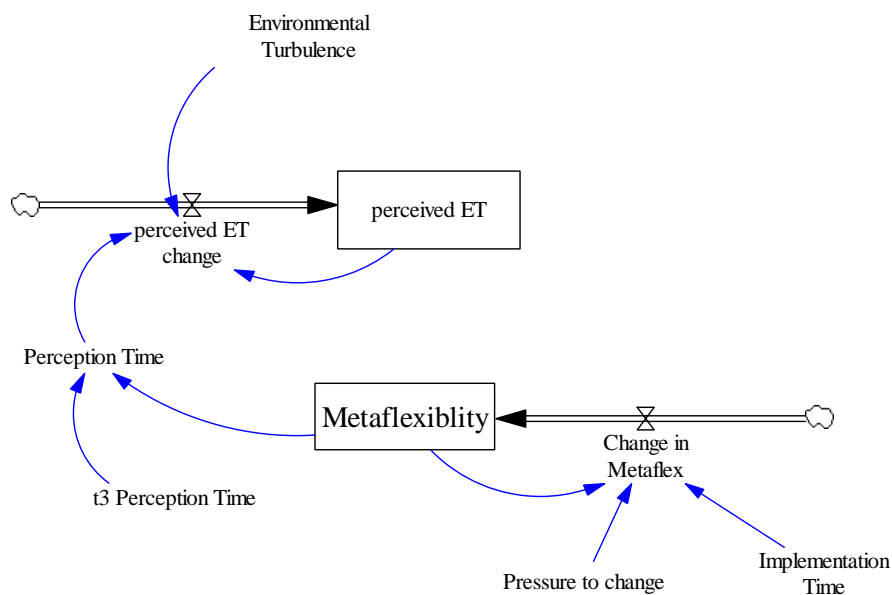 Environmental
Turbulence
perceived ET
perceived ET
change
Perception Time
Metaflexiblity
Change in
Metaflex
t3 Perception Time
Pressure to change
Implementation
Time